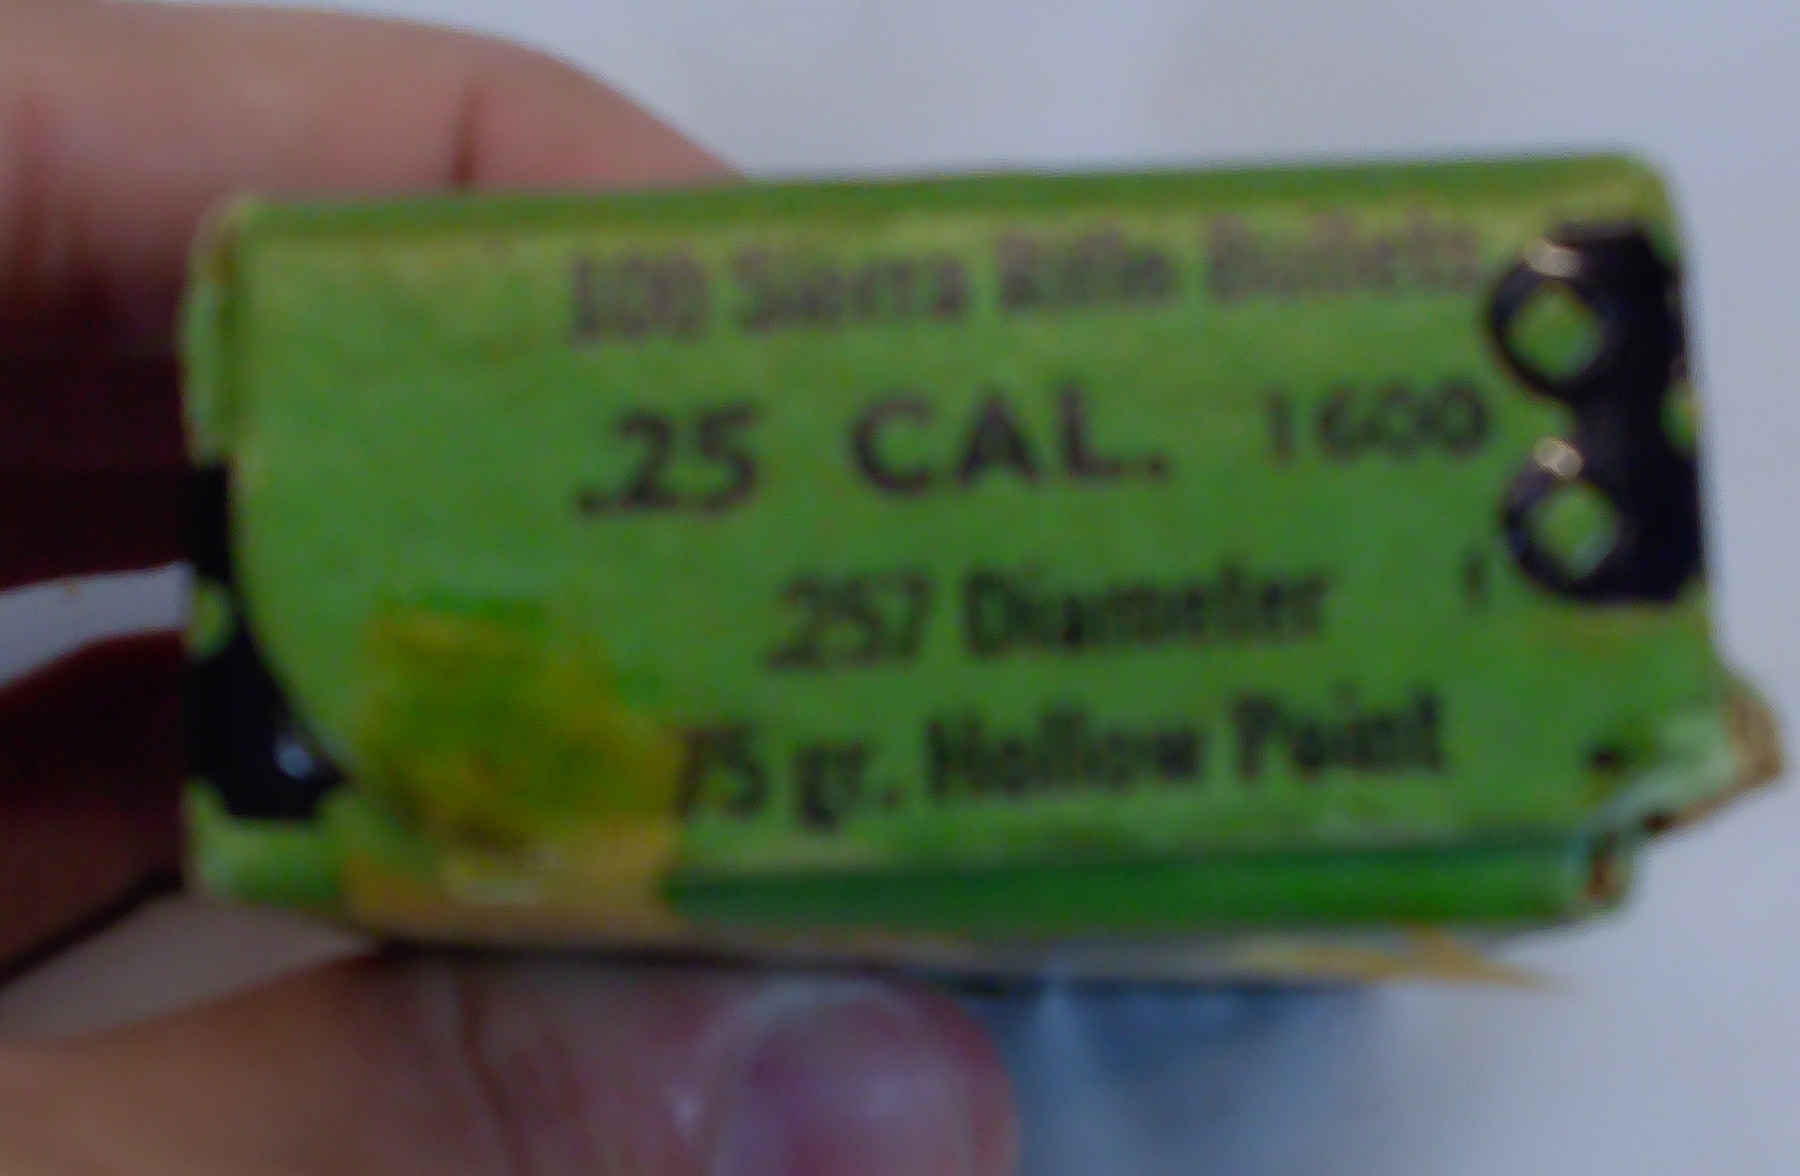 100 Sierra Rifle Bullets
.25 CAL. 1600
.257 Diameter
75 gr. Hollow Point